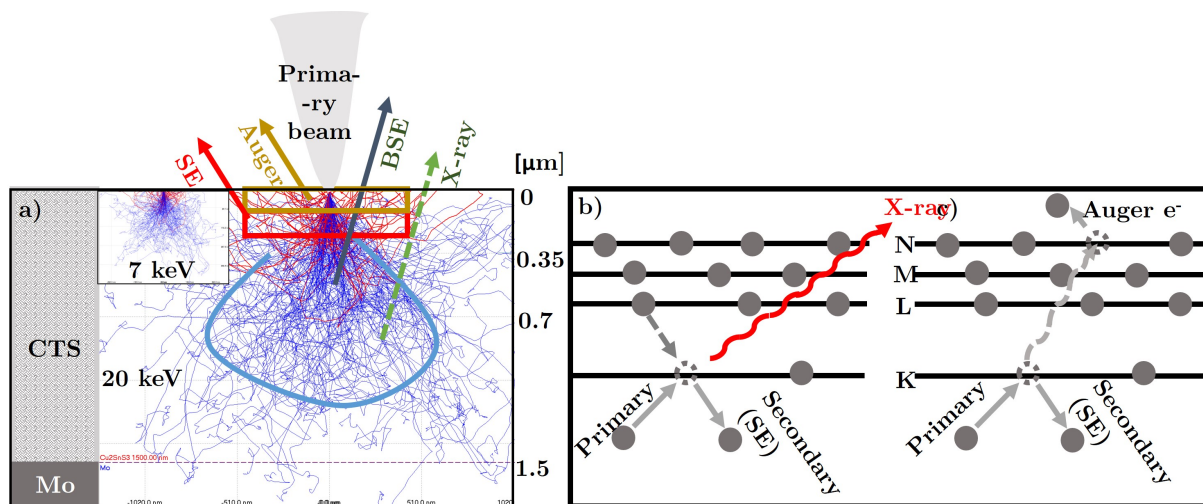 Prima-
-ry
beam
SE
Auger
BSE
X-ray
[µm]
a)
7 keV
20 keV
CTS
Mo
0
0.35
0.7
1.5
Cu2SnS3 1500.00 nm
Mo
-1020.0 nm
-510.0 nm
510.0 nm
b)
X-ray
c)
Auger e-
N
M
L
K
Primary
Secondary
(SE)
Primary
Secondary
(SE)